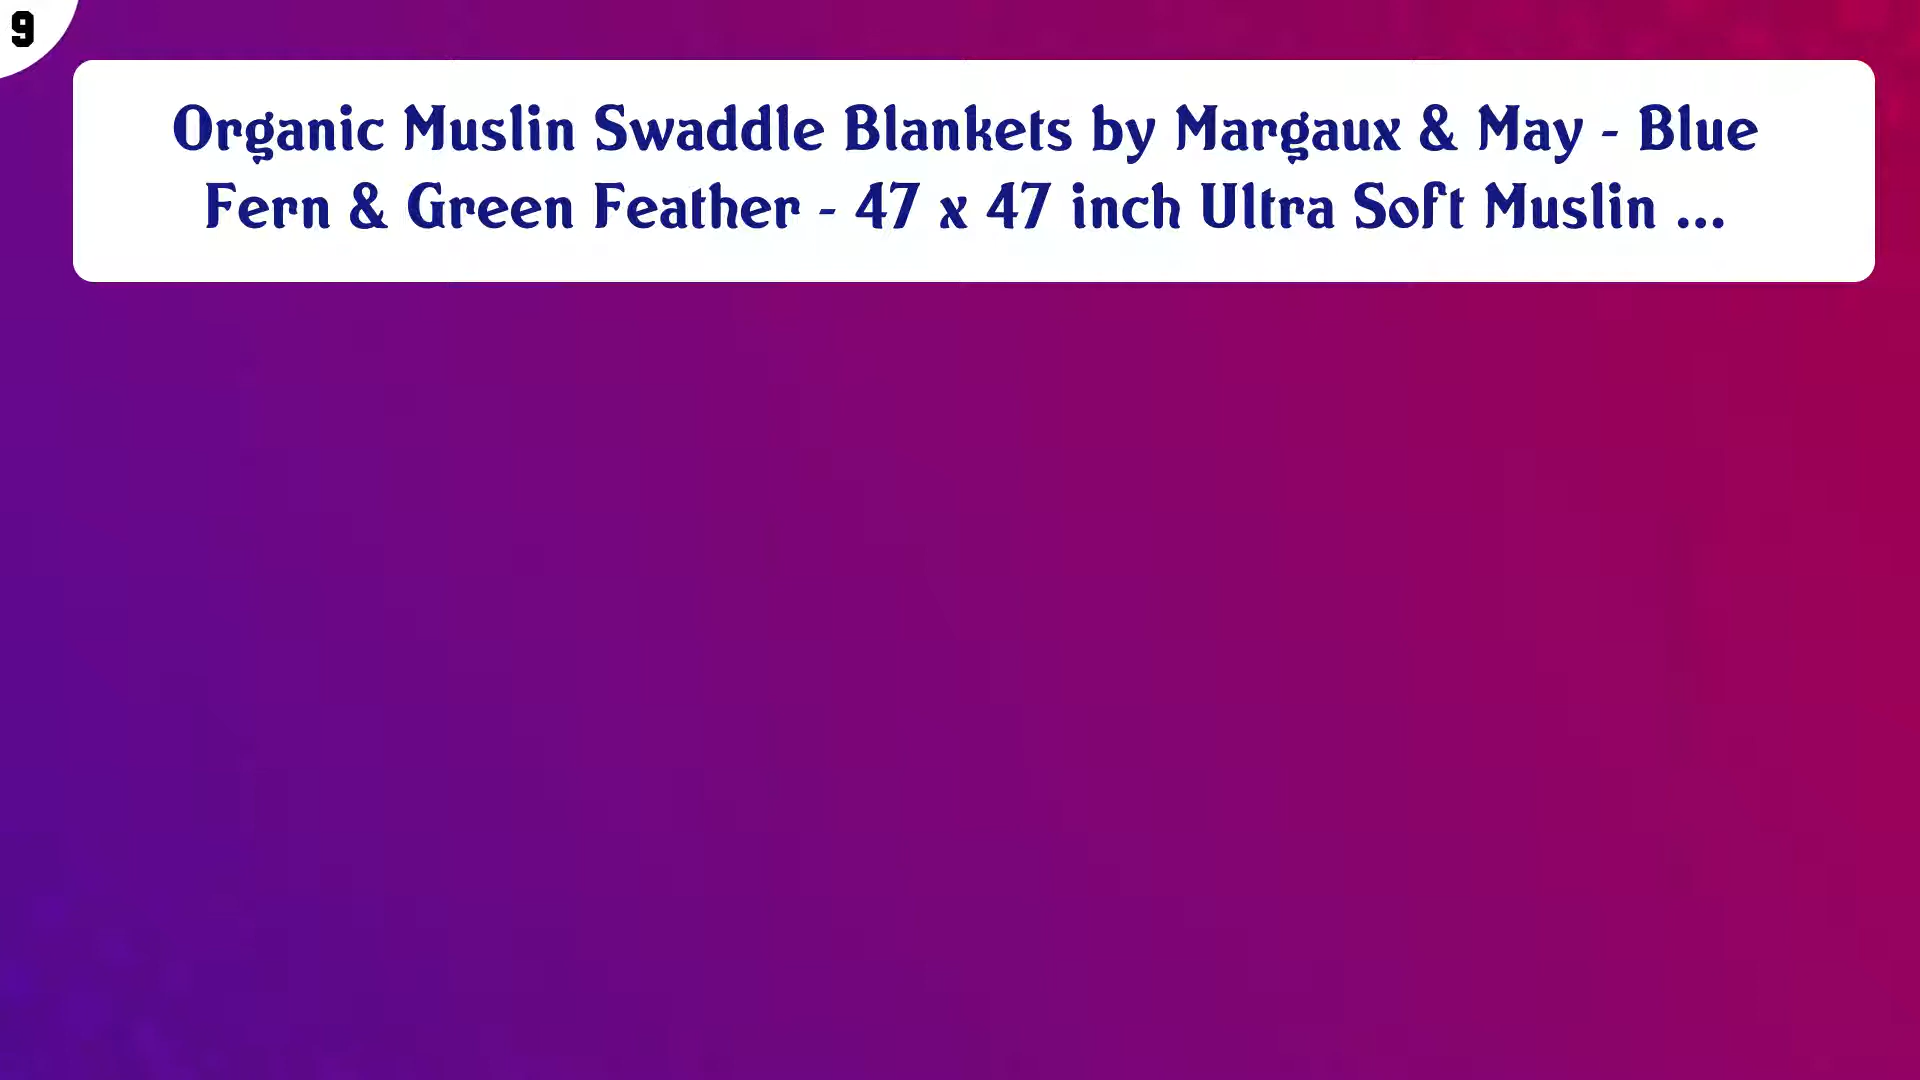 9
Organic Muslin Swaddle Blankets by Margaux & May - Blue
Fern & Green Feather - 47 x 47 inch Ultra Soft Muslin ...